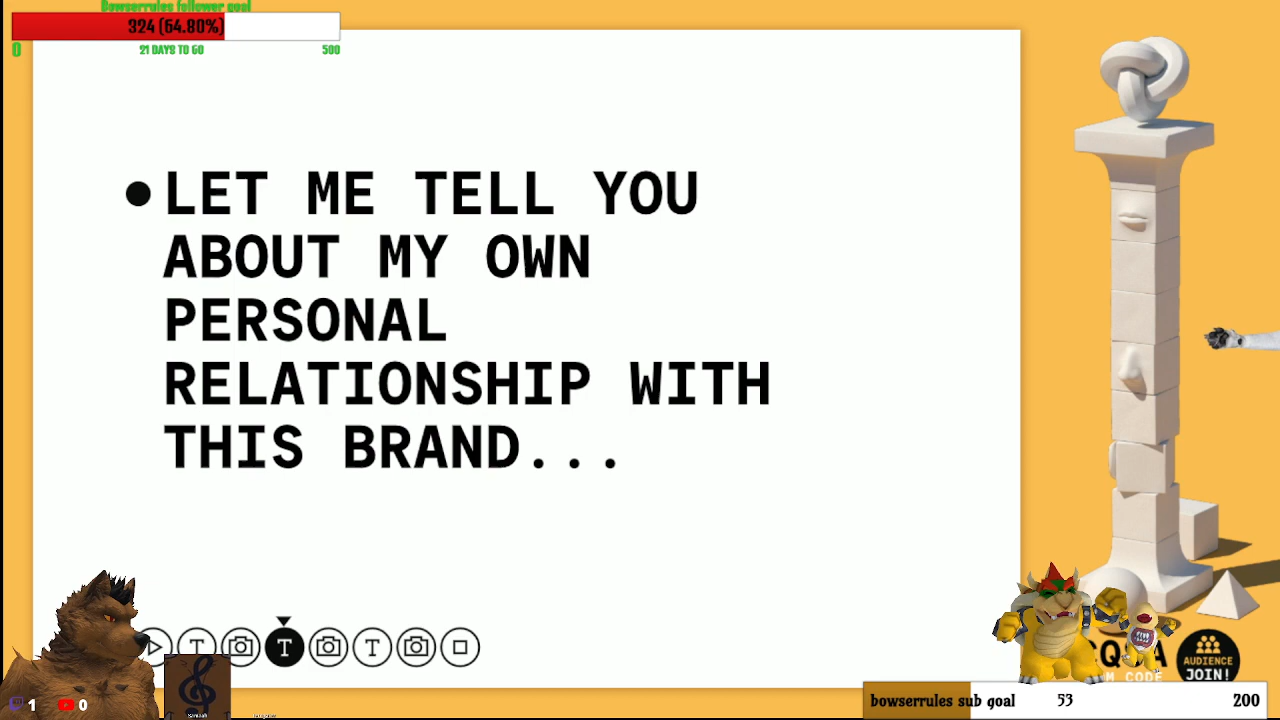 Bowserrules follower goal
324 (64.80%)
0
21 DAYS TO GO
500
LET ME TELL YOU
ABOUT MY OWN
PERSONAL
RELATIONSHIP WITH
THIS BRAND...
T
T
T
AUDIENCE
JOIN!
CODE
1
0
bowserrules sub goal
53
200